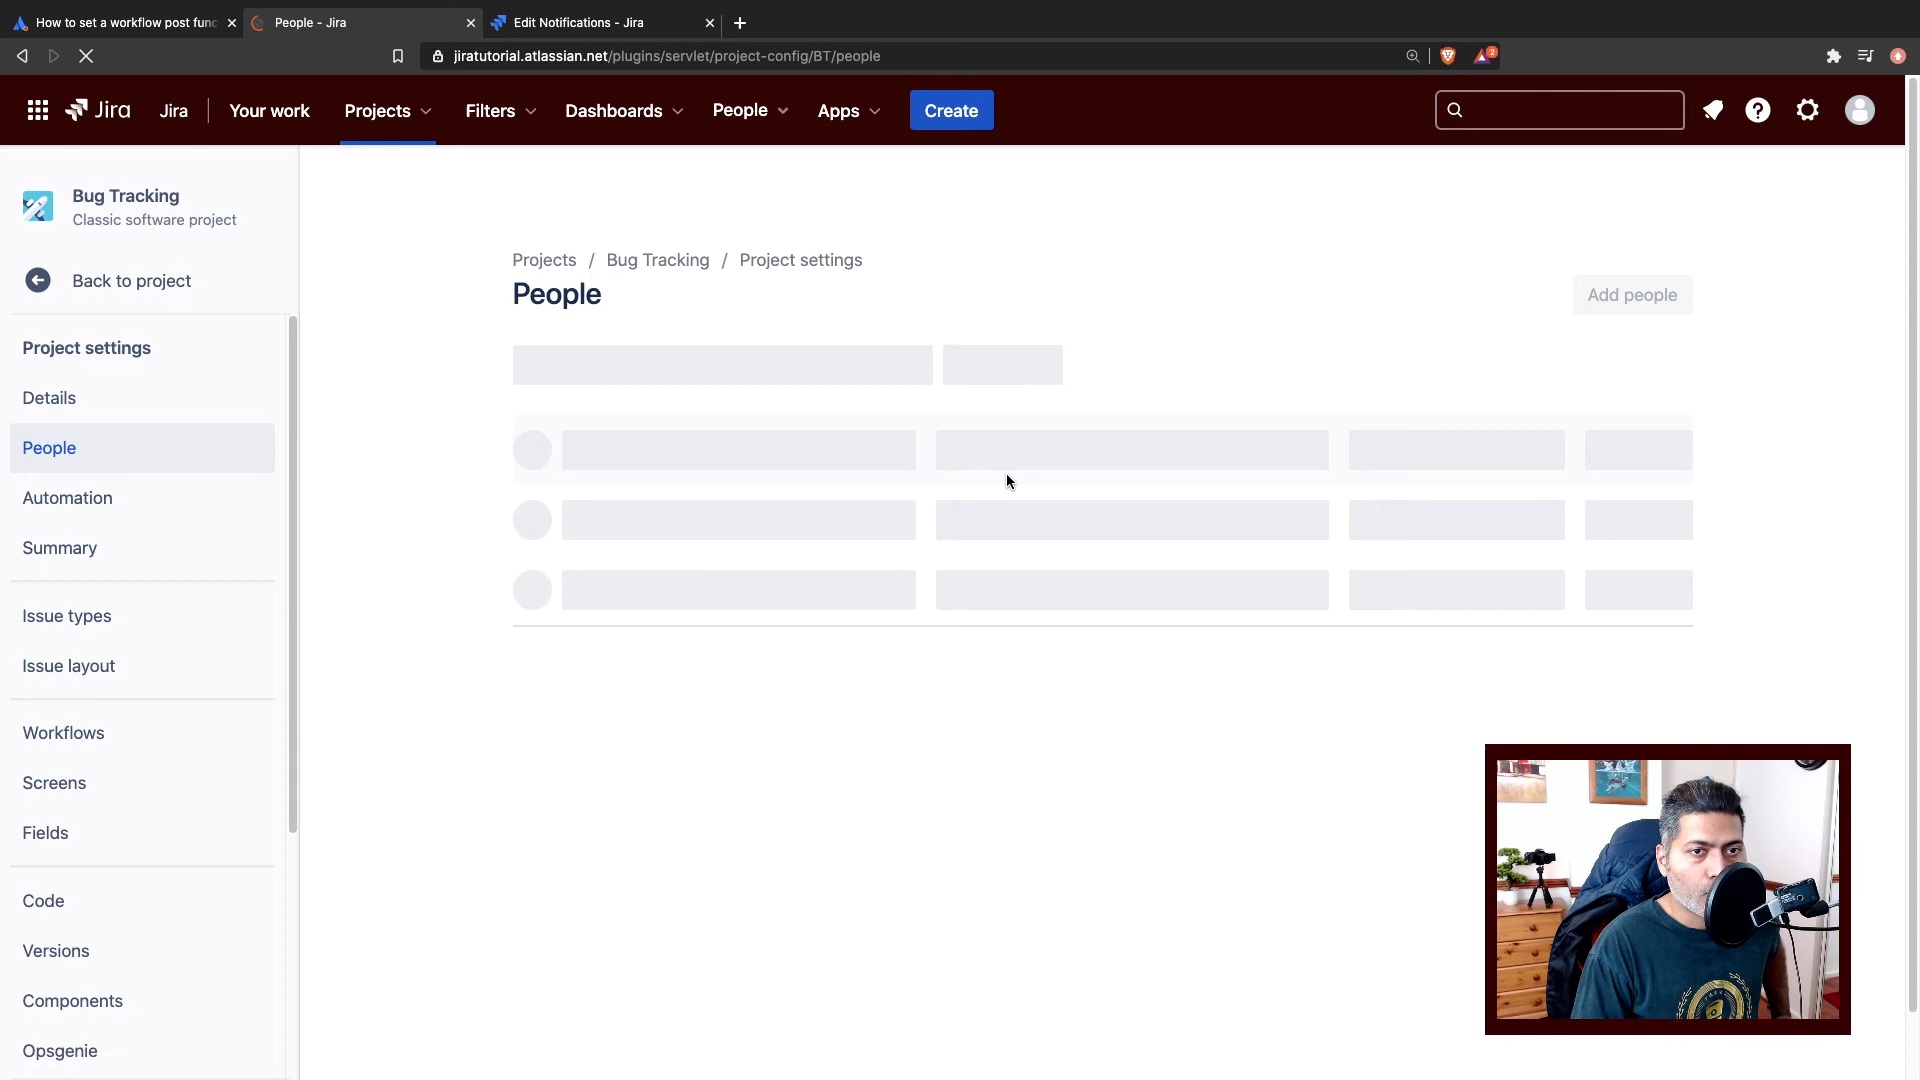 How to set a workflow post func
People - Jira
Edit Notifications - Jira
jiratutorial.atlassian.net/plugins/servlet/project-config/BT/people
2
Jira
Jira
Your work
Projects
Filters
Dashboards
People
Apps
Create
Bug Tracking
Classic software project
Back to project
Project settings
Details
People
Automation
Summary
Issue types
Issue layout
Workflows
Screens
Fields
Code
Versions
Components
Opsgenie
Projects / Bug Tracking / Project settings
People
Add people